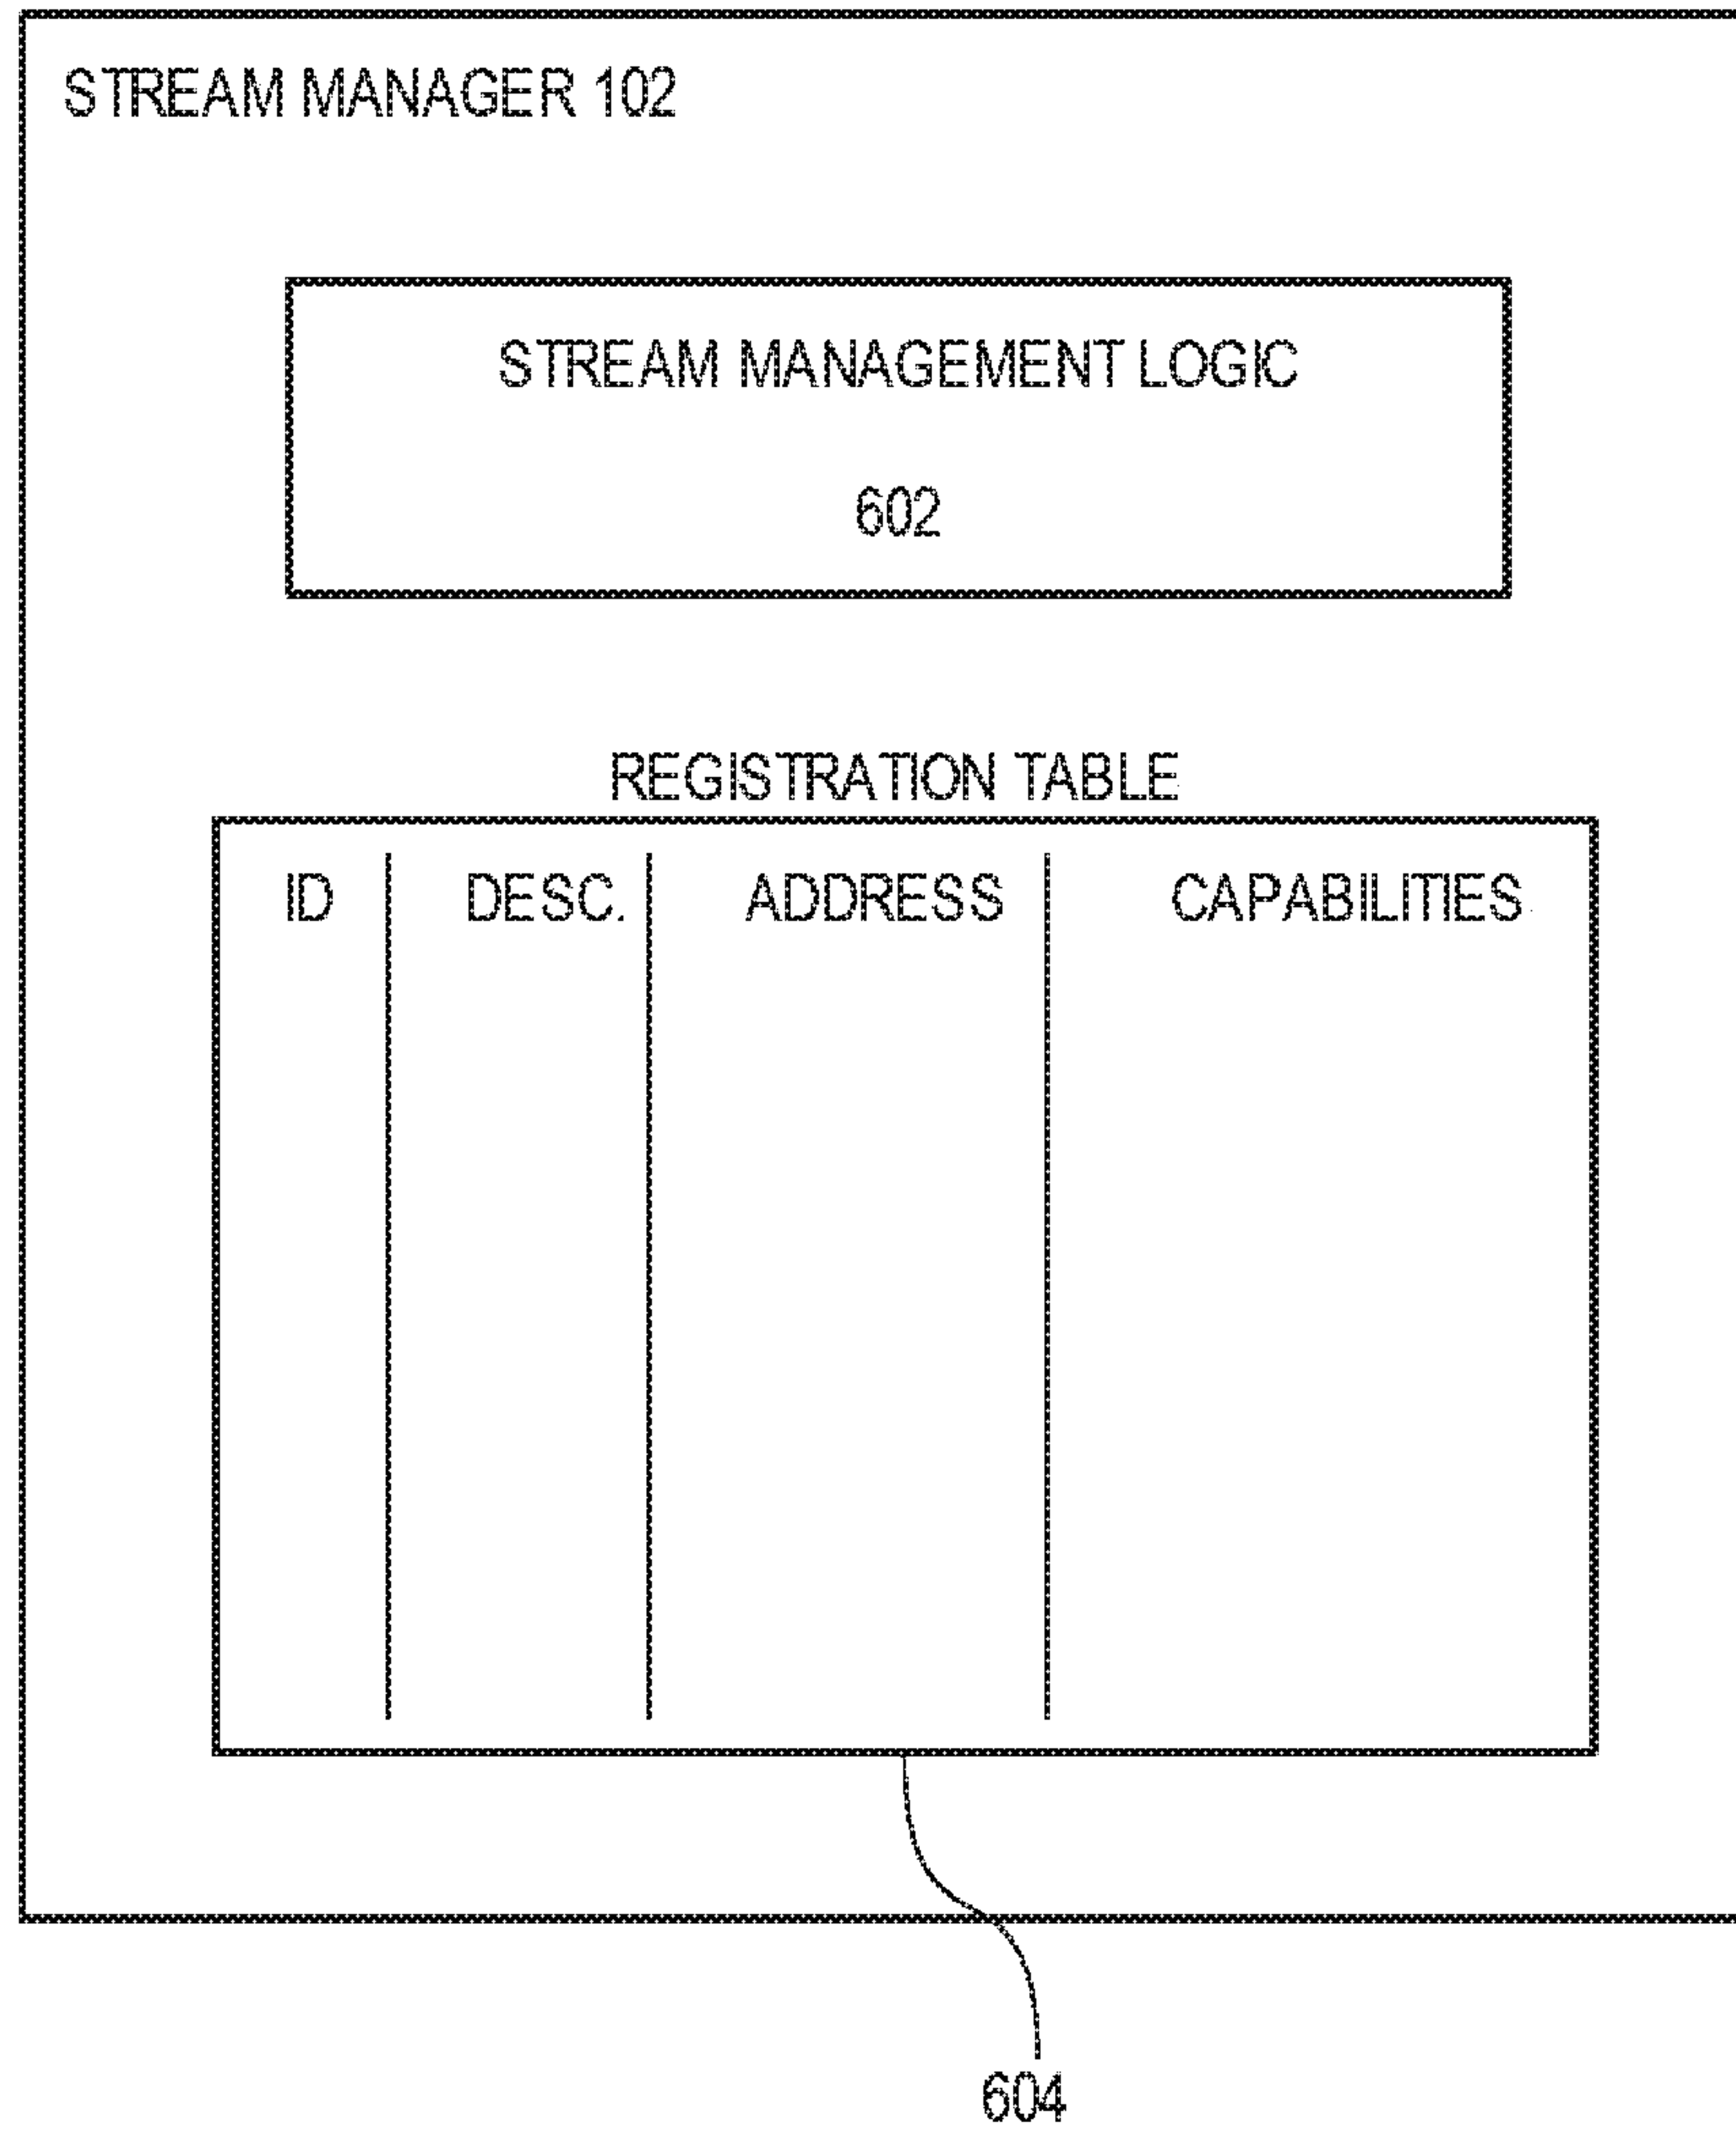 STREAM MANAGER 102
STREAM MANAGEMENT LOGIC
602
REGISTRATION TABLE
ID DESC. ADDRESS CAPABILITIES
604